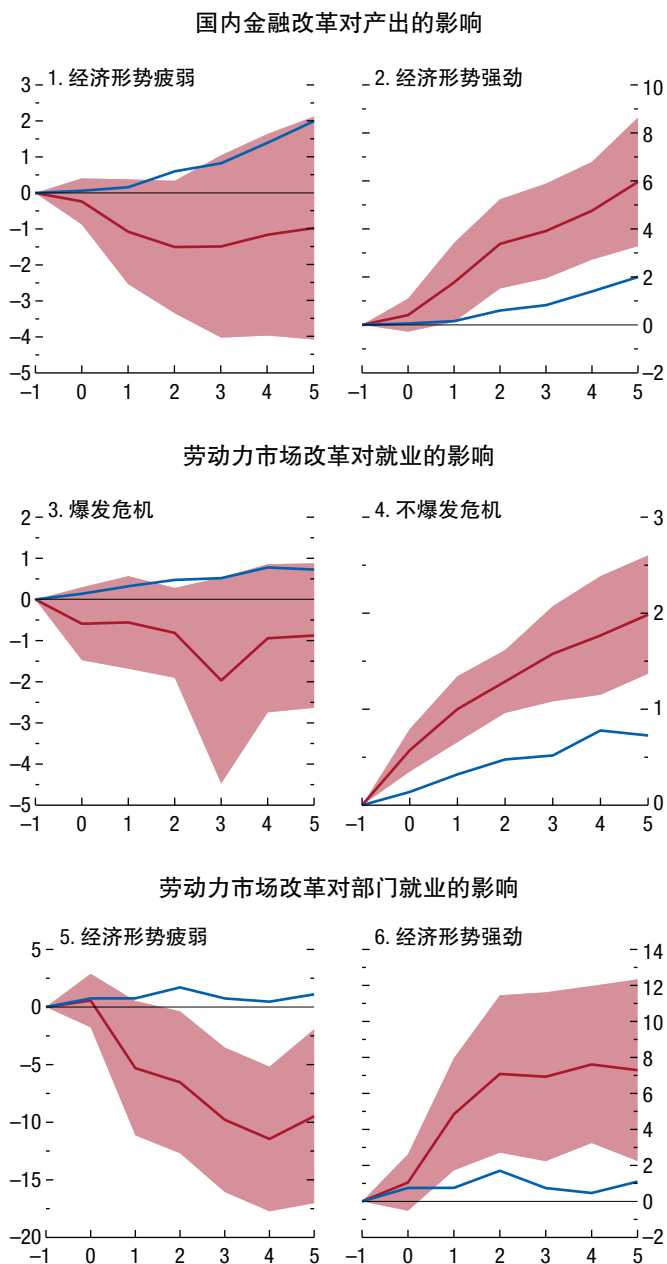 国内金融改革对产出的影响
1. 经济形势疲弱
3
2
1
0
–1
–2
–3
–4
–5
–1 0 1 2 3 4 5
2. 经济形势强劲
10
8
6
4
2
0
–2
–1 0 1 2 3 4 5
劳动力市场改革对就业的影响
3. 爆发危机
2
1
0
–1
–2
–3
–4
–5
–1 0 1 2 3 4 5
4. 不爆发危机
3
2
1
0
–1 0 1 2 3 4 5
劳动力市场改革对部门就业的影响
5. 经济形势疲弱
5
0
–5
–10
–15
–20
–1 0 1 2 3 4 5
6. 经济形势强劲
14
12
10
8
6
4
2
0
–2
–1 0 1 2 3 4 5